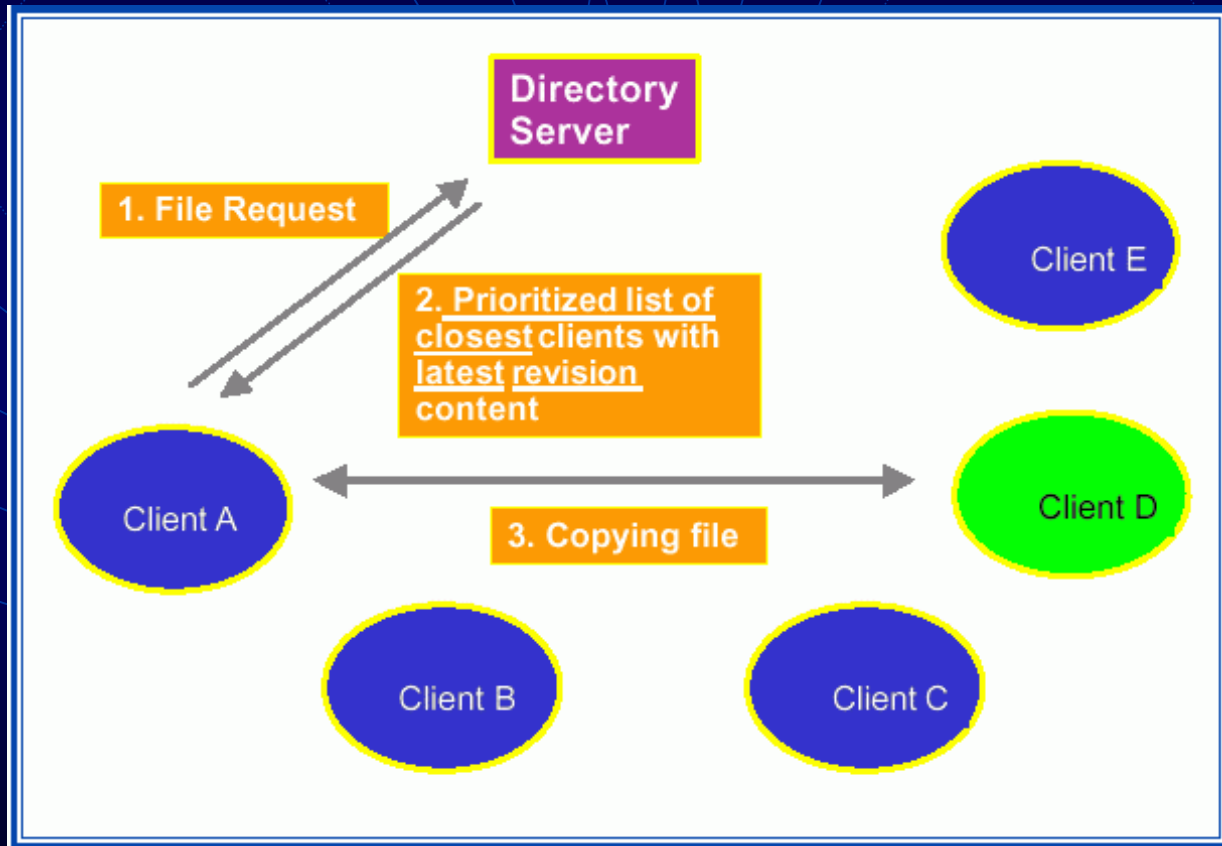 Directory
Server
1. File Request
Client E
2. Prioritized list of
closest clients with
latest revision
content
Client A
Client D
3. Copying file
Client B
Client C